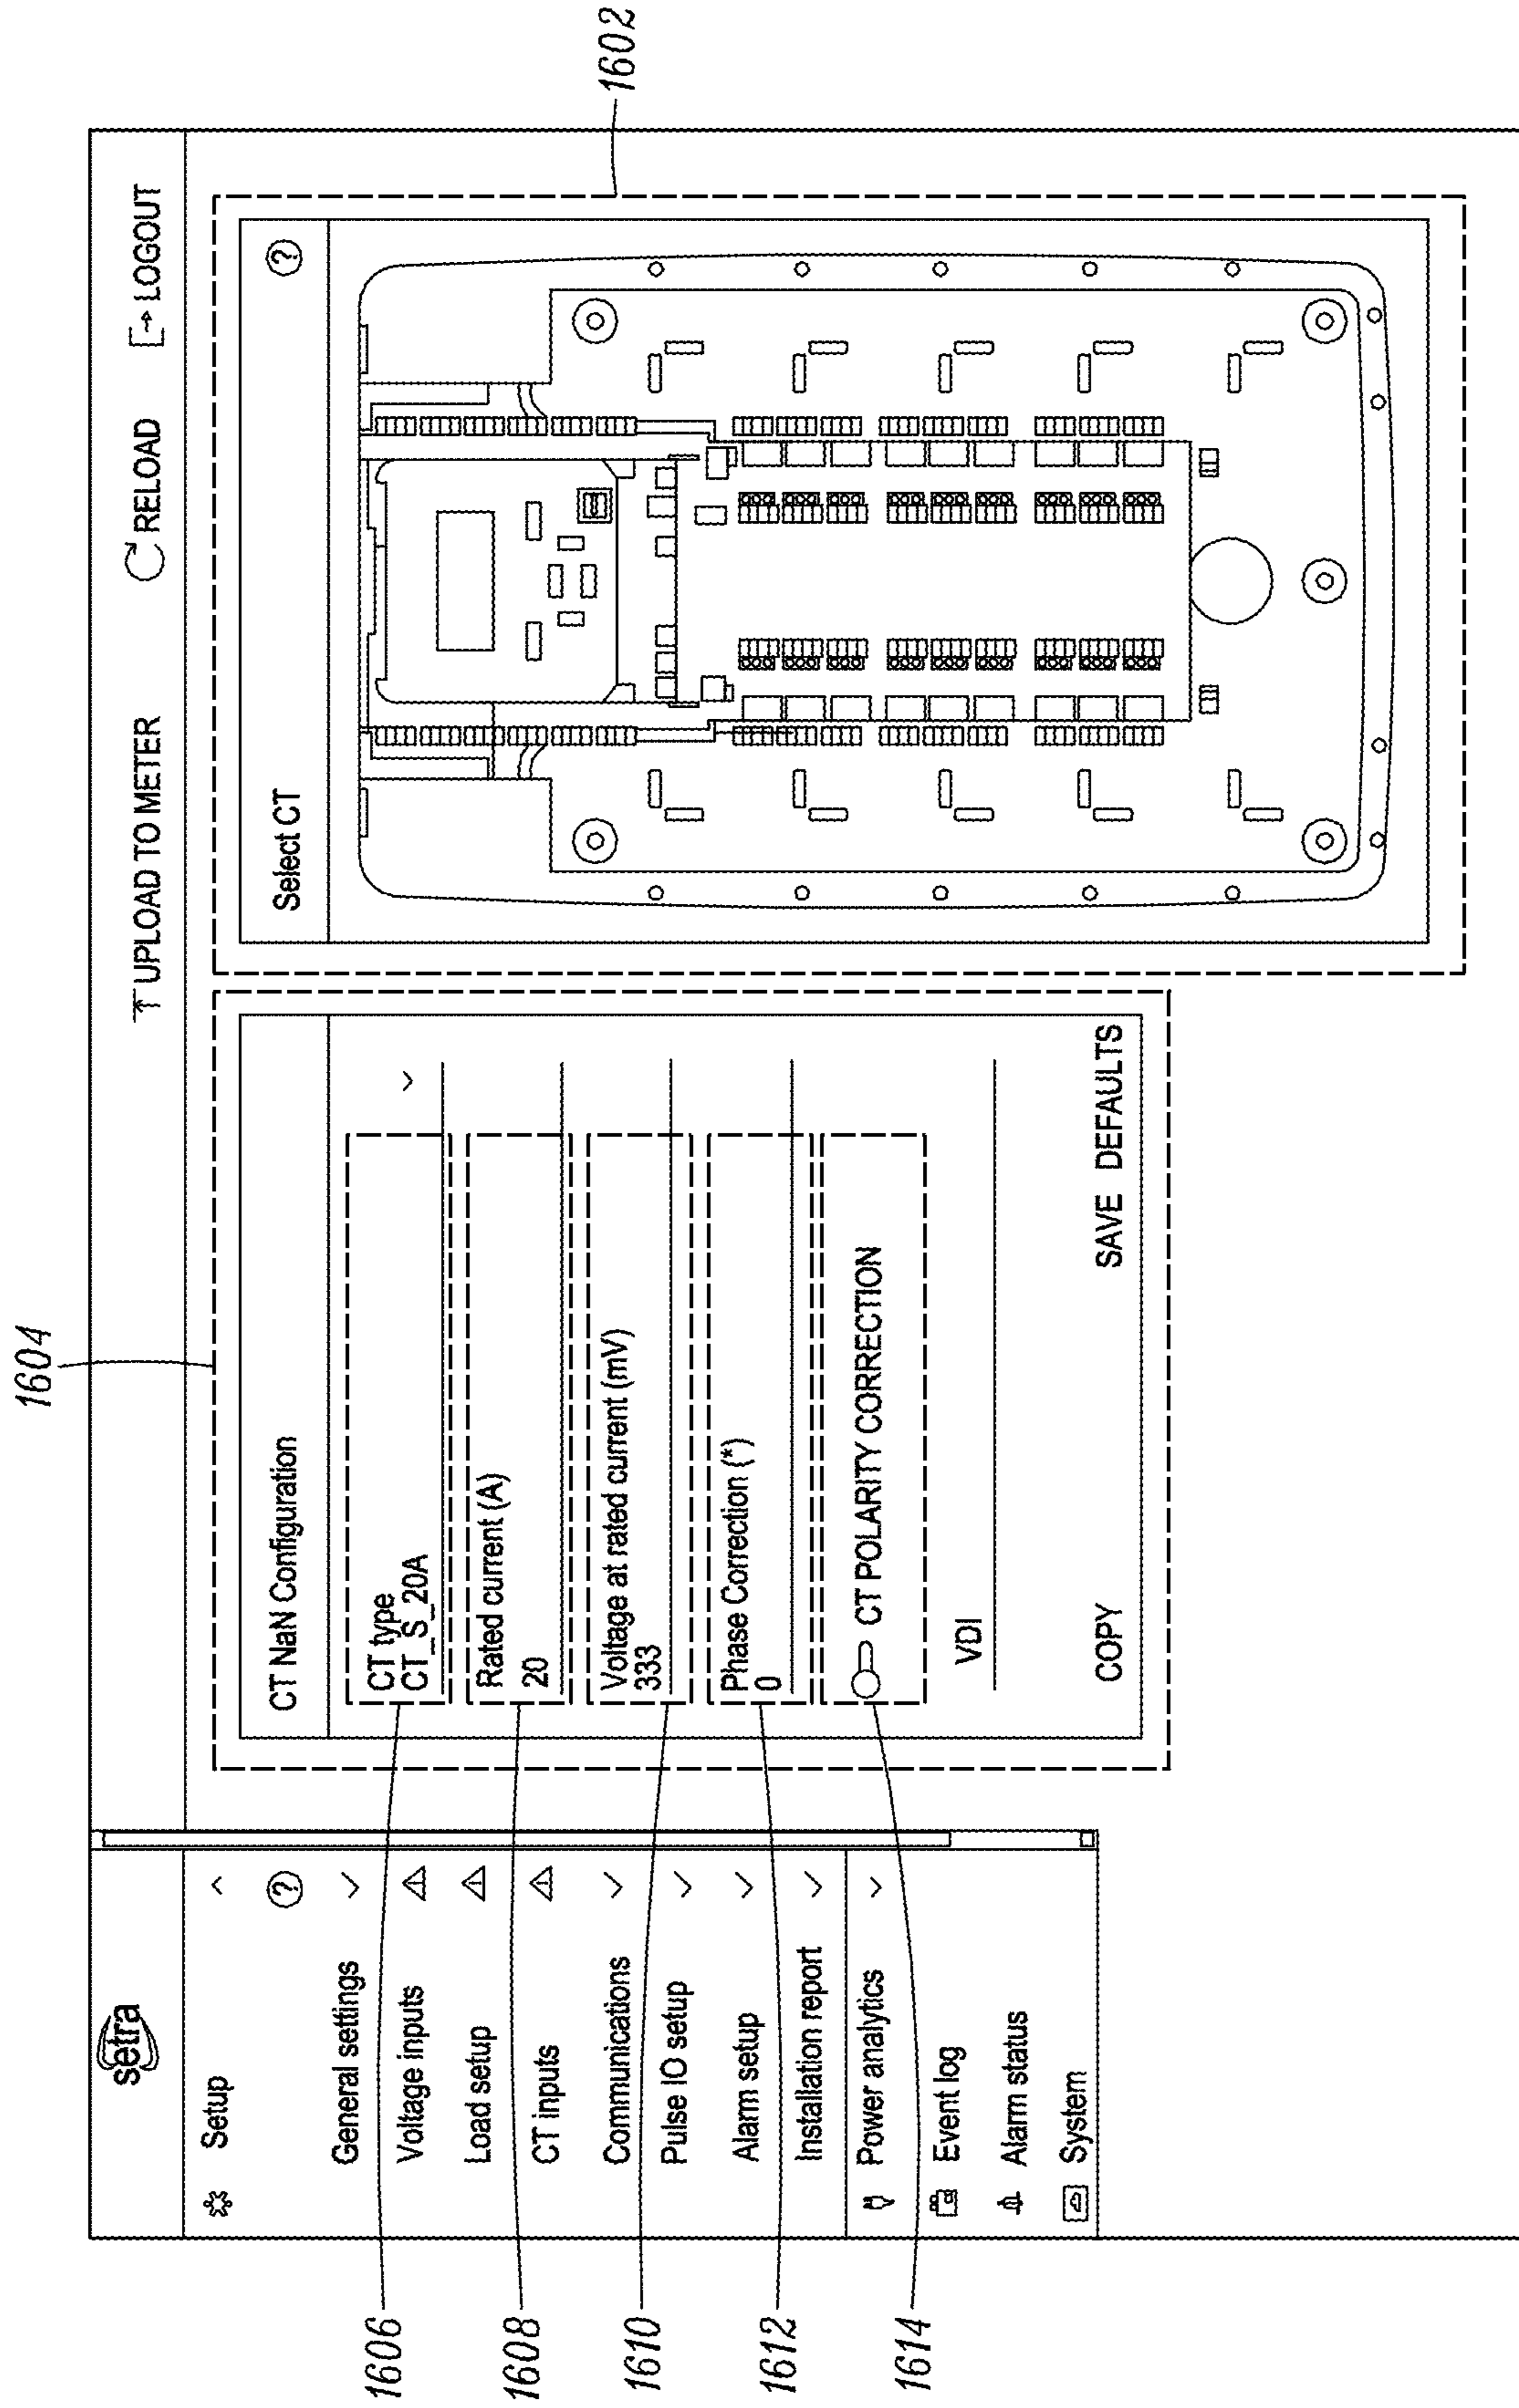 1604
1602
setra
UPLOAD TO METER
RELOAD
LOGOUT
Setup
?
General settings
Voltage inputs
Load setup
CT inputs
Communications
Pulse IO setup
Alarm setup
Installation report
Power analytics
Event log
Alarm status
System
CT NaN Configuration
CT type
CT_S_20A
Rated current (A)
20
Voltage at rated current (mV)
333
Phase Correction (*)
0
CT POLARITY CORRECTION
VDI
COPY
SAVE DEFAULTS
Select CT
?
1606
1608
1610
1612
1614